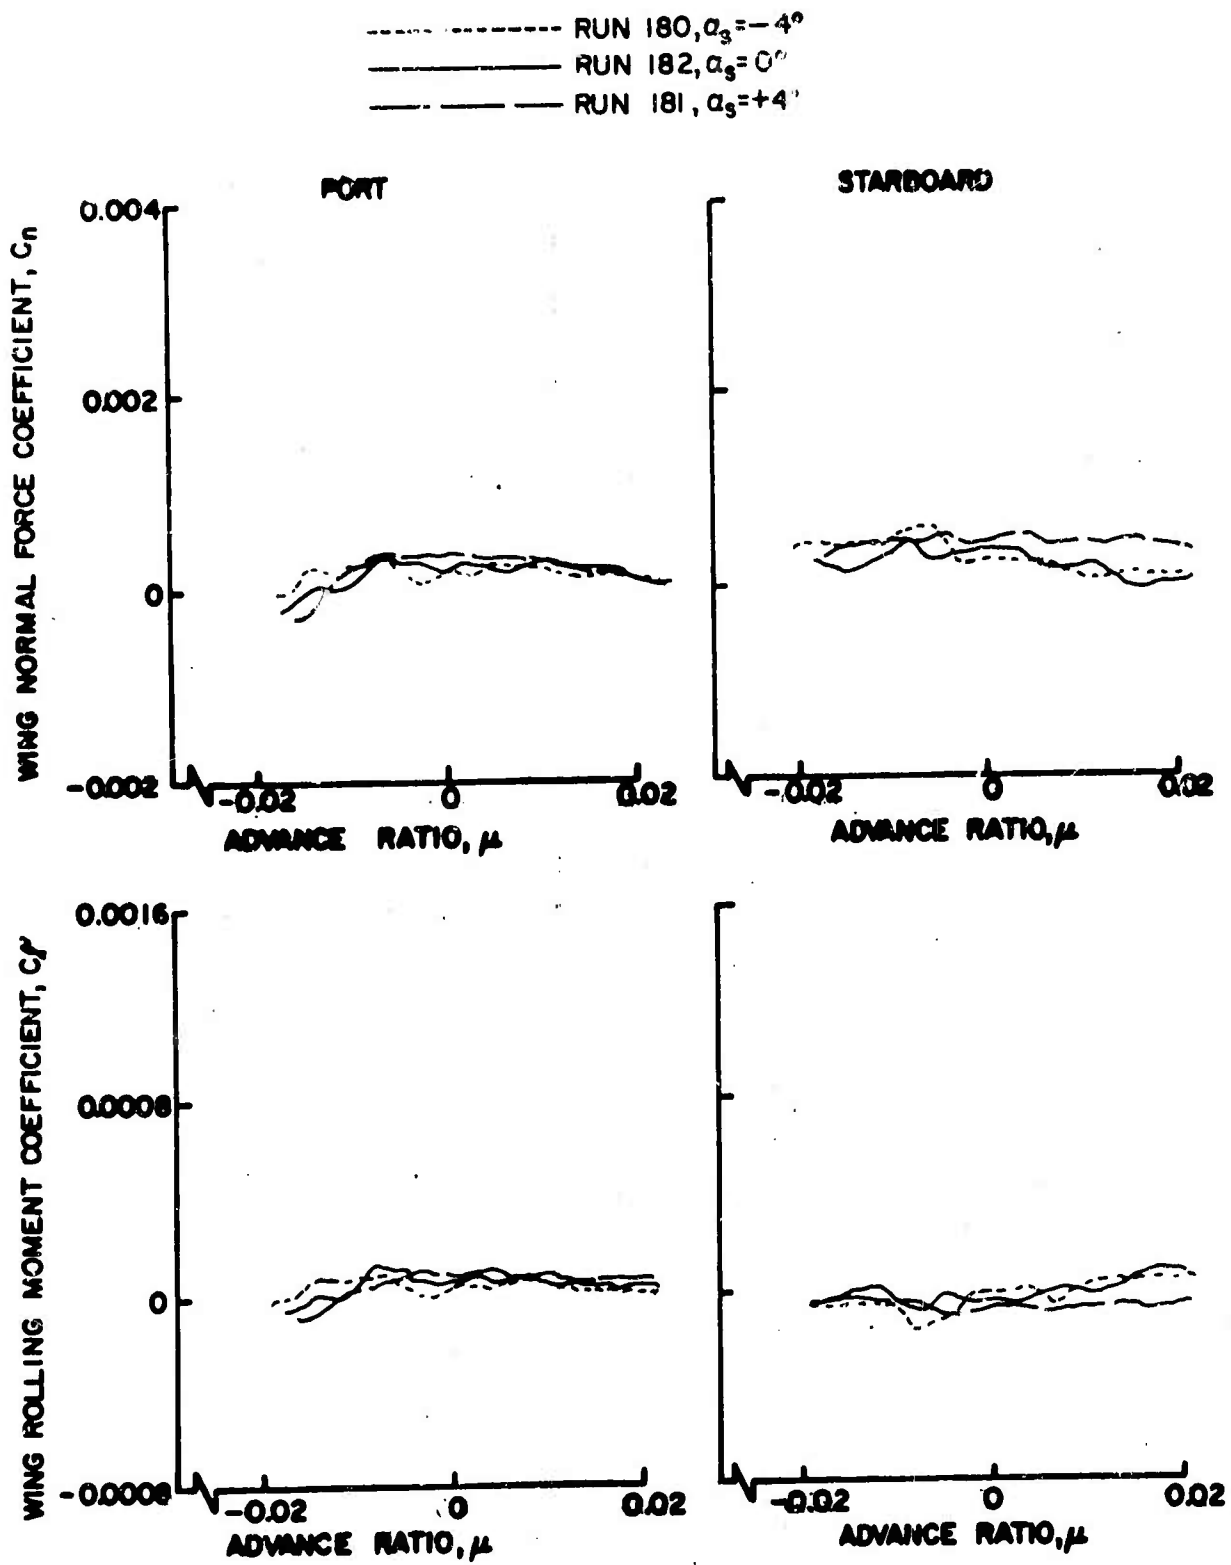 RUN 180, αs=-4°
RUN 182, αs=0°
RUN 181, αs=+4°
PORT
STARBOARD
WING NORMAL FORCE COEFFICIENT, Cn
0.004
0.002
0
-0.002
-0.02 0 0.02
ADVANCE RATIO, μ
-0.02 0 0.02
ADVANCE RATIO, μ
WING ROLLING MOMENT COEFFICIENT, Cℓ
0.0016
0.0008
0
-0.0008
-0.02 0 0.02
ADVANCE RATIO, μ
-0.02 0 0.02
ADVANCE RATIO, μ